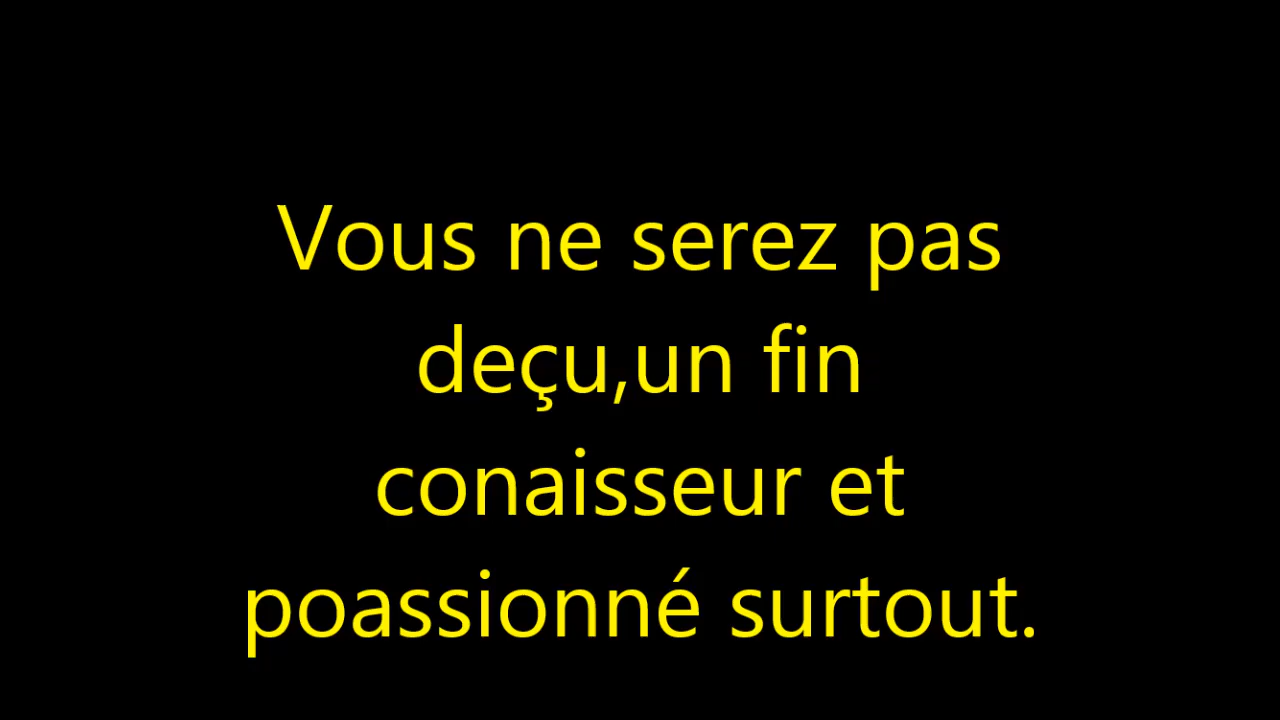 Vous ne serez pas
deçu,un fin
conaisseur et
poassionné surtout.